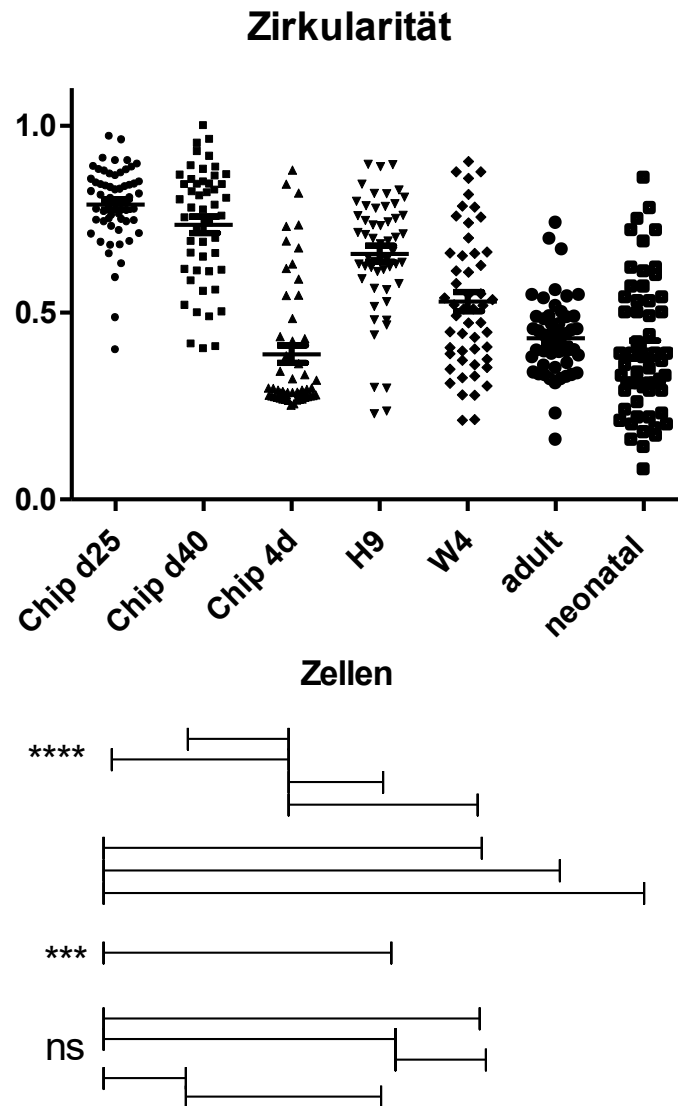 Zirkularität
1.0
0.5
0.0
Chip d25
Chip d40
Chip 4d
H9
W4
adult
neonatal
Zellen
****
***
ns